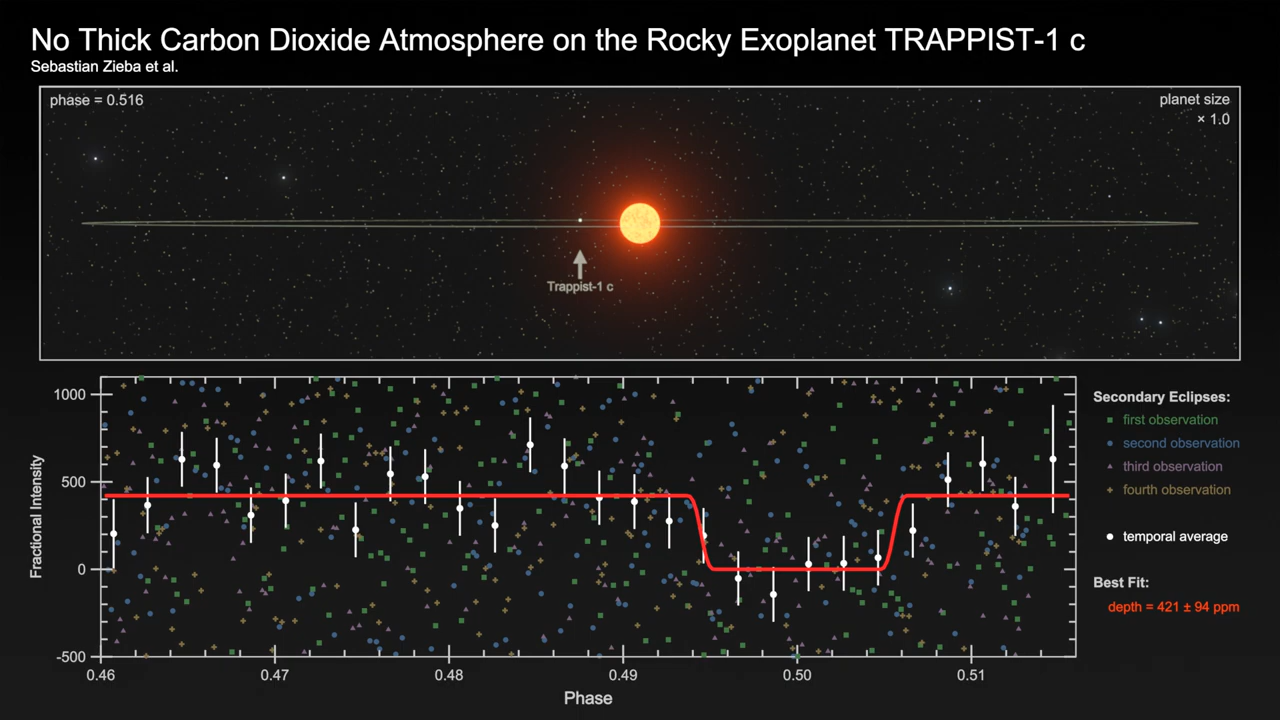 No Thick Carbon Dioxide Atmosphere on the Rocky Exoplanet TRAPPIST-1 c
Sebastian Zieba et al.
phase = 0.516
planet size
× 1.0
Trappist-1 c
1000
500
0
-500
Fractional Intensity
0.46
0.47
0.48
0.49
0.50
0.51
Phase
Secondary Eclipses:
first observation
second observation
third observation
fourth observation
temporal average
Best Fit:
depth = 421 ± 94 ppm